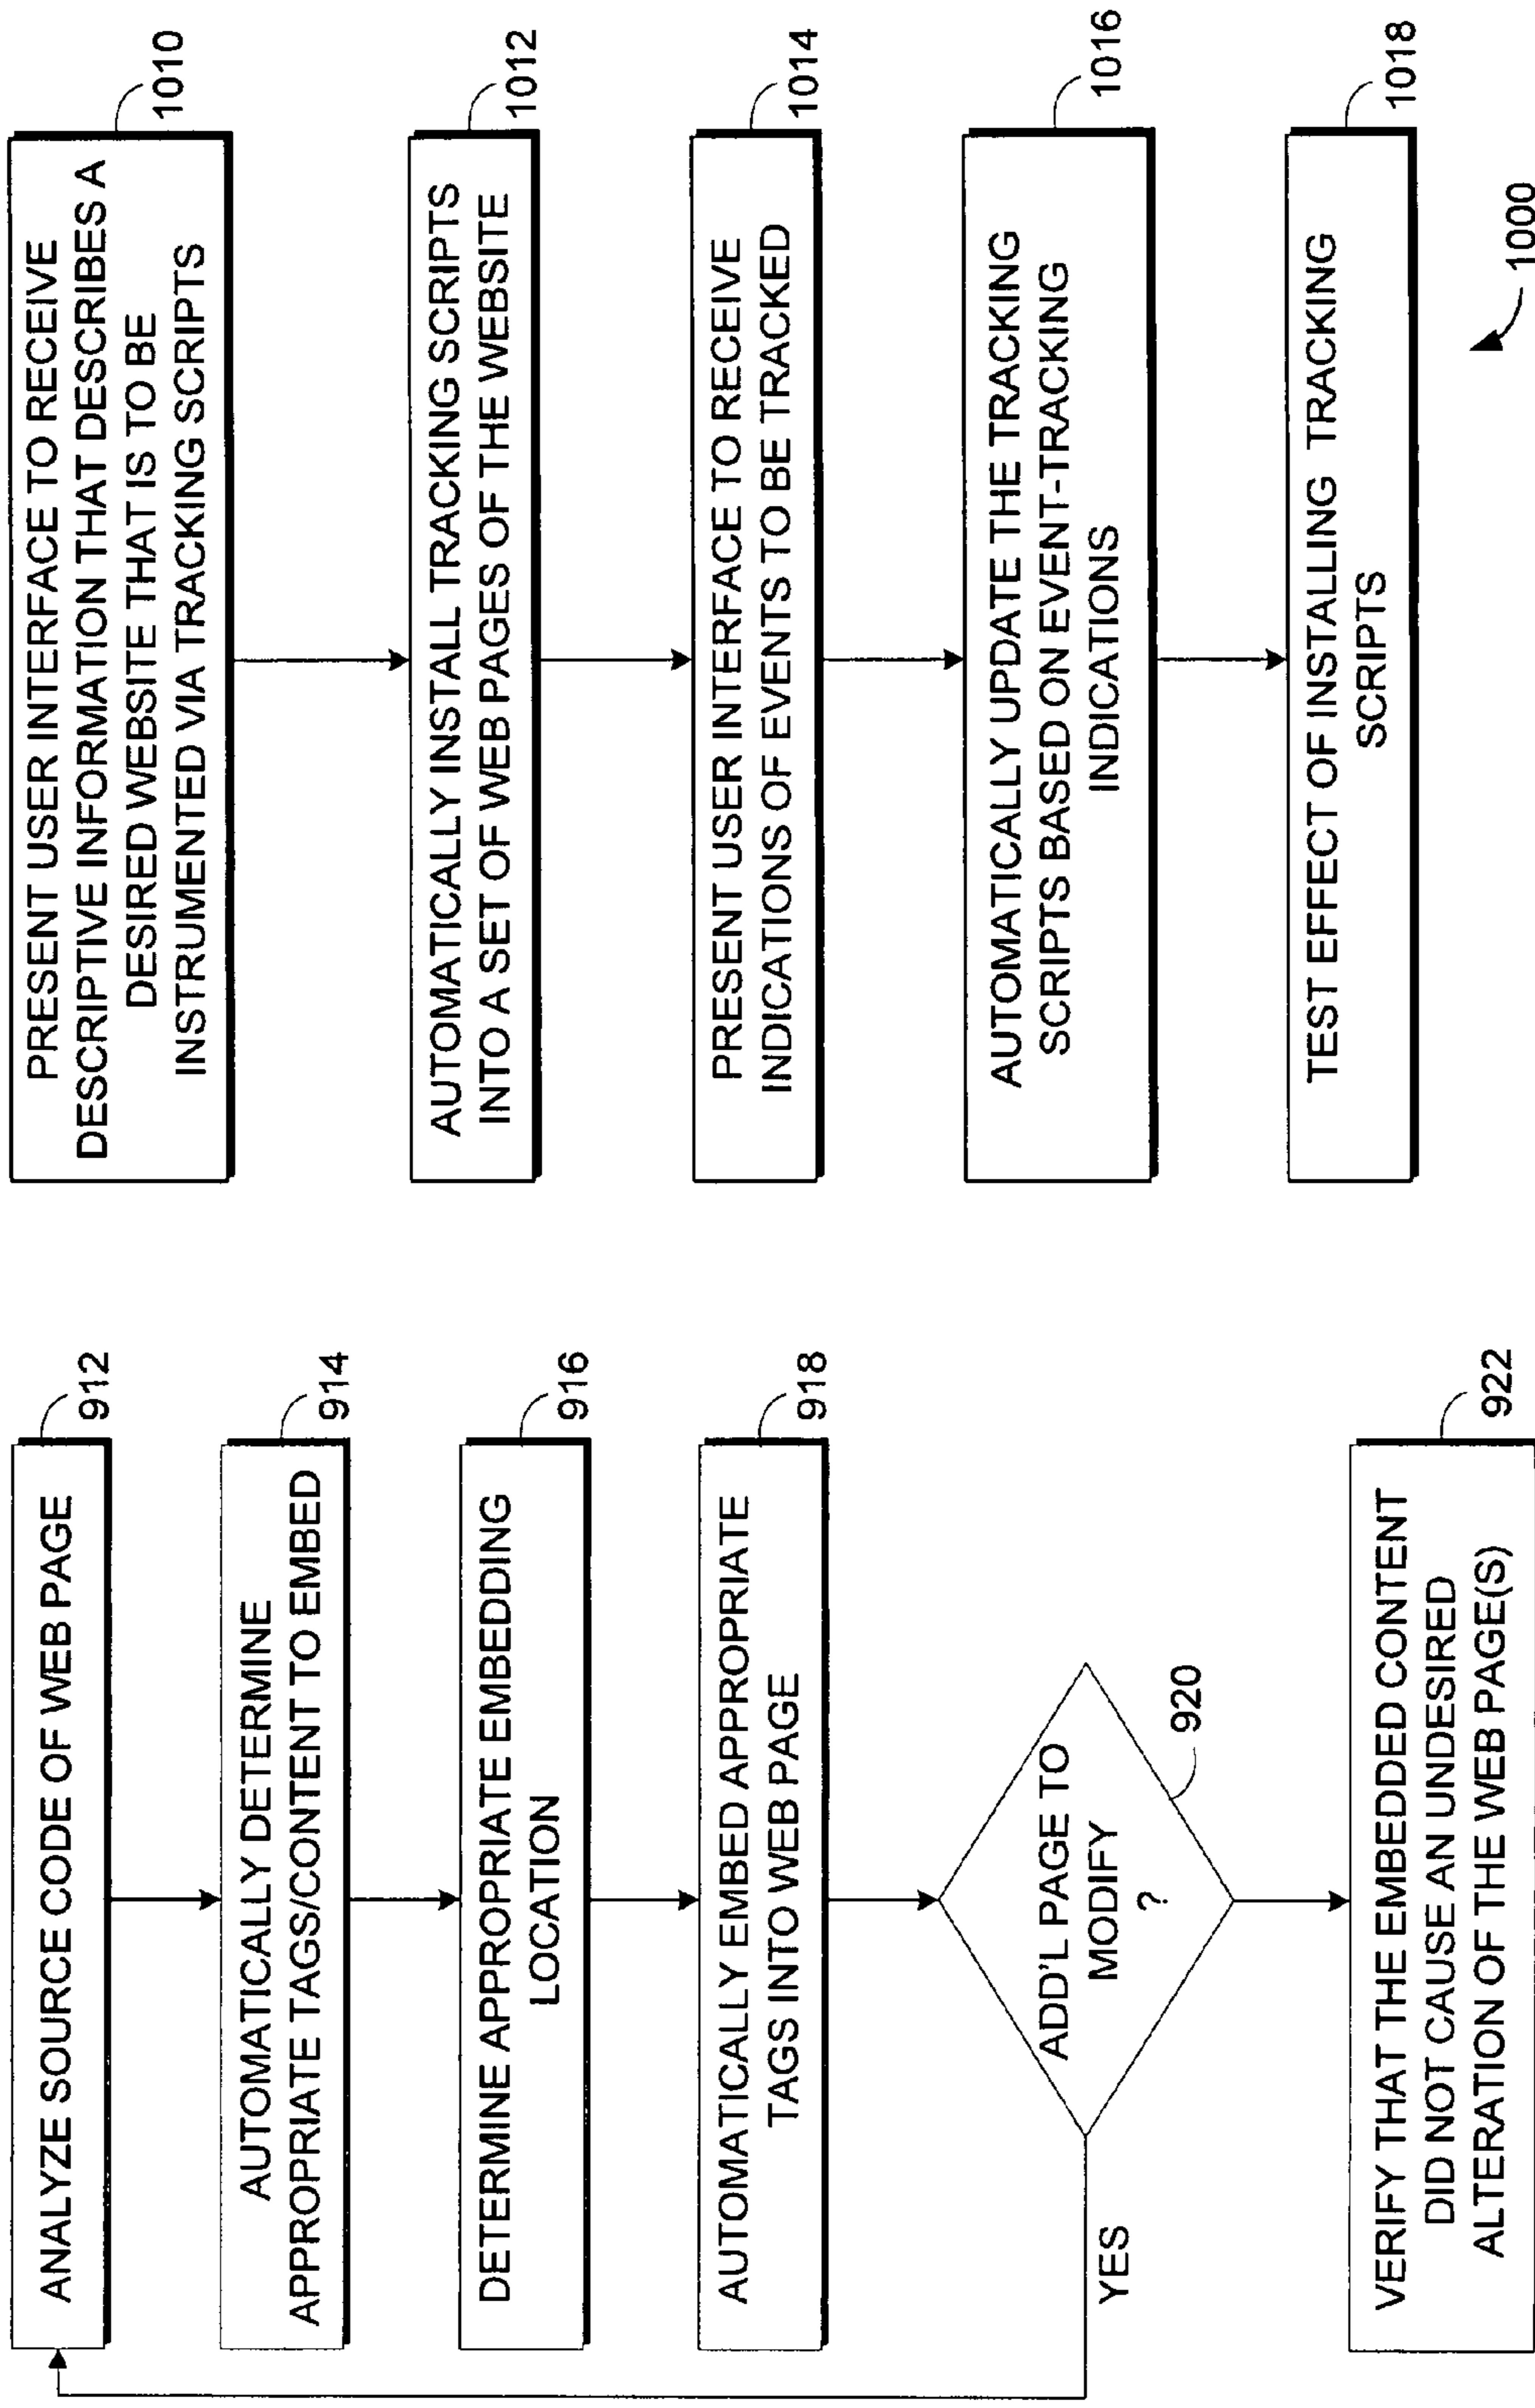 ANALYZE SOURCE CODE OF WEB PAGE
912
AUTOMATICALLY DETERMINE
APPROPRIATE TAGS/CONTENT TO EMBED
914
DETERMINE APPROPRIATE EMBEDDING
LOCATION
916
AUTOMATICALLY EMBED APPROPRIATE
TAGS INTO WEB PAGE
918
ADD'L PAGE TO
MODIFY
?
920
YES
VERIFY THAT THE EMBEDDED CONTENT
DID NOT CAUSE AN UNDESIRED
ALTERATION OF THE WEB PAGE(S)
922
PRESENT USER INTERFACE TO RECEIVE
DESCRIPTIVE INFORMATION THAT DESCRIBES A
DESIRED WEBSITE THAT IS TO BE
INSTRUMENTED VIA TRACKING SCRIPTS
1010
AUTOMATICALLY INSTALL TRACKING SCRIPTS
INTO A SET OF WEB PAGES OF THE WEBSITE
1012
PRESENT USER INTERFACE TO RECEIVE
INDICATIONS OF EVENTS TO BE TRACKED
1014
AUTOMATICALLY UPDATE THE TRACKING
SCRIPTS BASED ON EVENT-TRACKING
INDICATIONS
1016
TEST EFFECT OF INSTALLING TRACKING
SCRIPTS
1018
1000